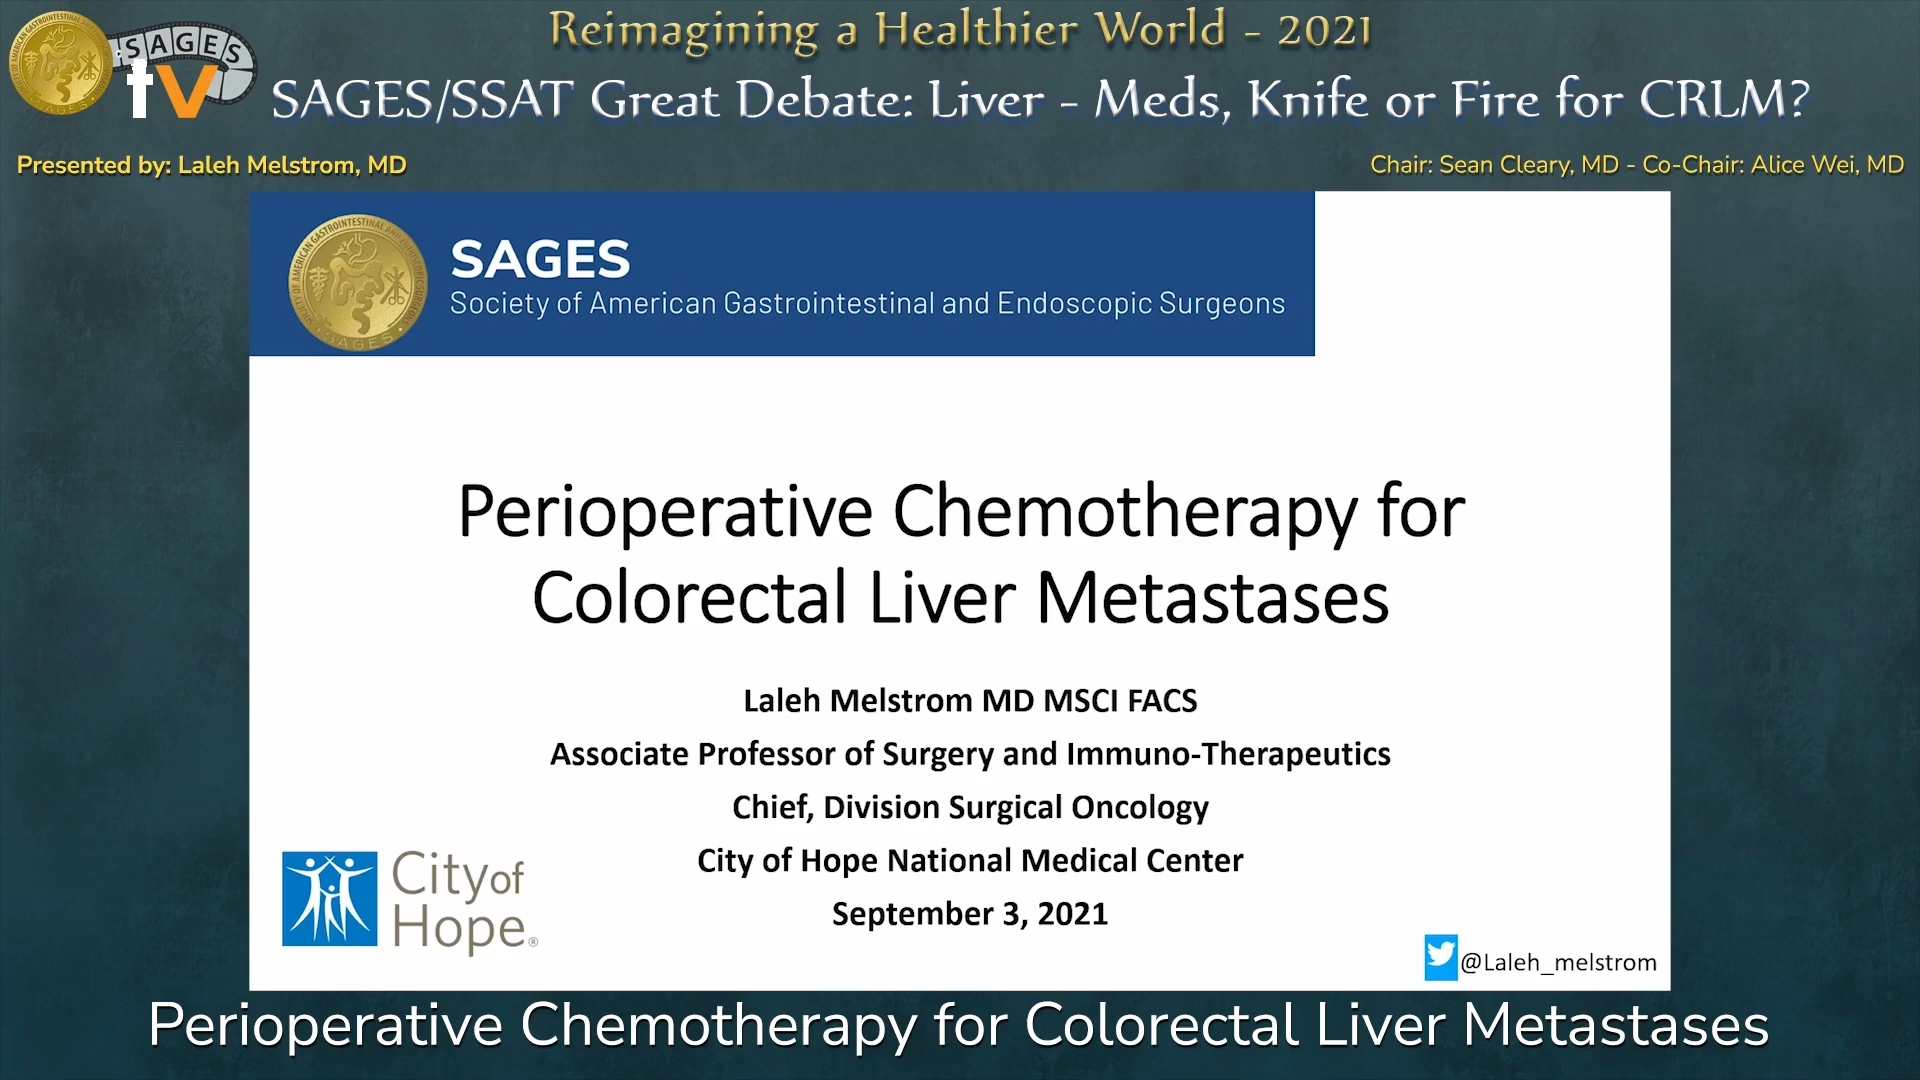 Reimagining a Healthier World - 2021
SAGES
tv
SAGES/SSAT Great Debate: Liver - Meds, Knife or Fire for CRLM?
Presented by: Laleh Melstrom, MD
Chair: Sean Cleary, MD - Co-Chair: Alice Wei, MD
SAGES
Society of American Gastrointestinal and Endoscopic Surgeons
Perioperative Chemotherapy for
Colorectal Liver Metastases
Laleh Melstrom MD MSCI FACS
Associate Professor of Surgery and Immuno-Therapeutics
Chief, Division Surgical Oncology
City of Hope National Medical Center
September 3, 2021
City of
Hope®
@Laleh_melstrom
Perioperative Chemotherapy for Colorectal Liver Metastases